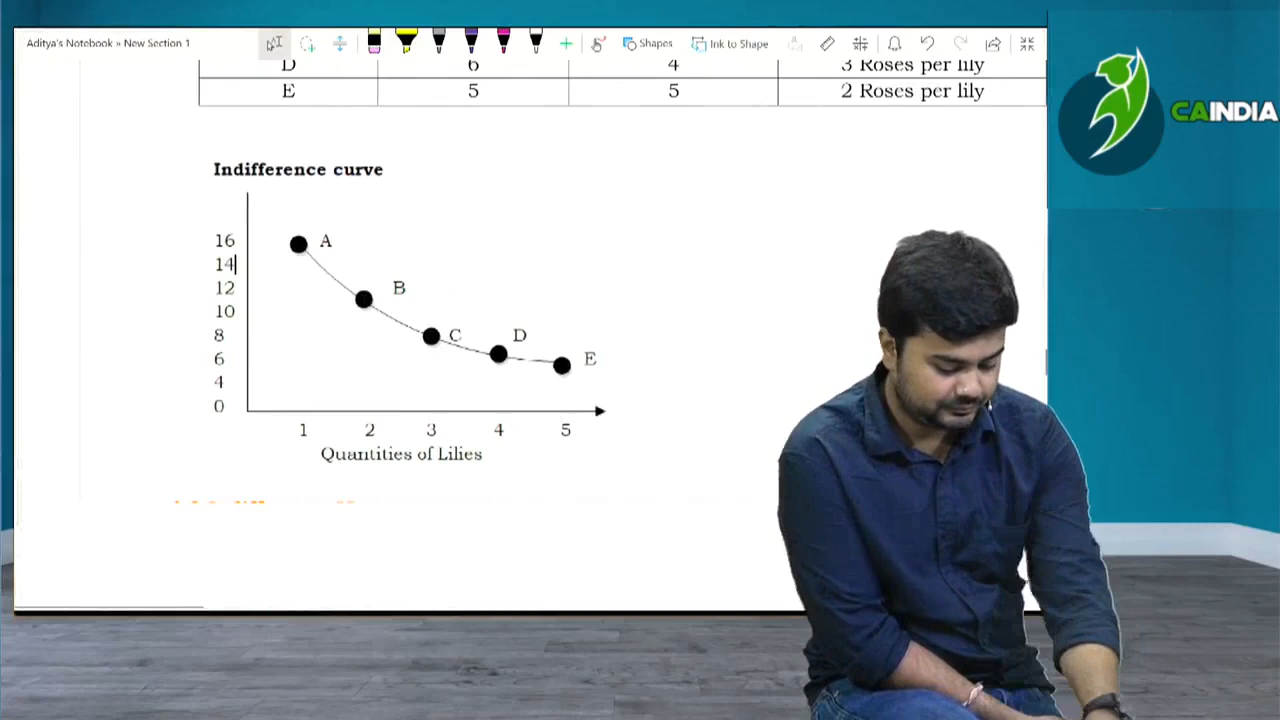 Aditya's Notebook » New Section 1
Shapes
Ink to Shape
D 6 4 3 Roses per lily
E 5 5 2 Roses per lily
CAINDIA
Indifference curve
16 A
14
12 B
10
8 C D
6 E
4
0
1 2 3 4 5
Quantities of Lilies